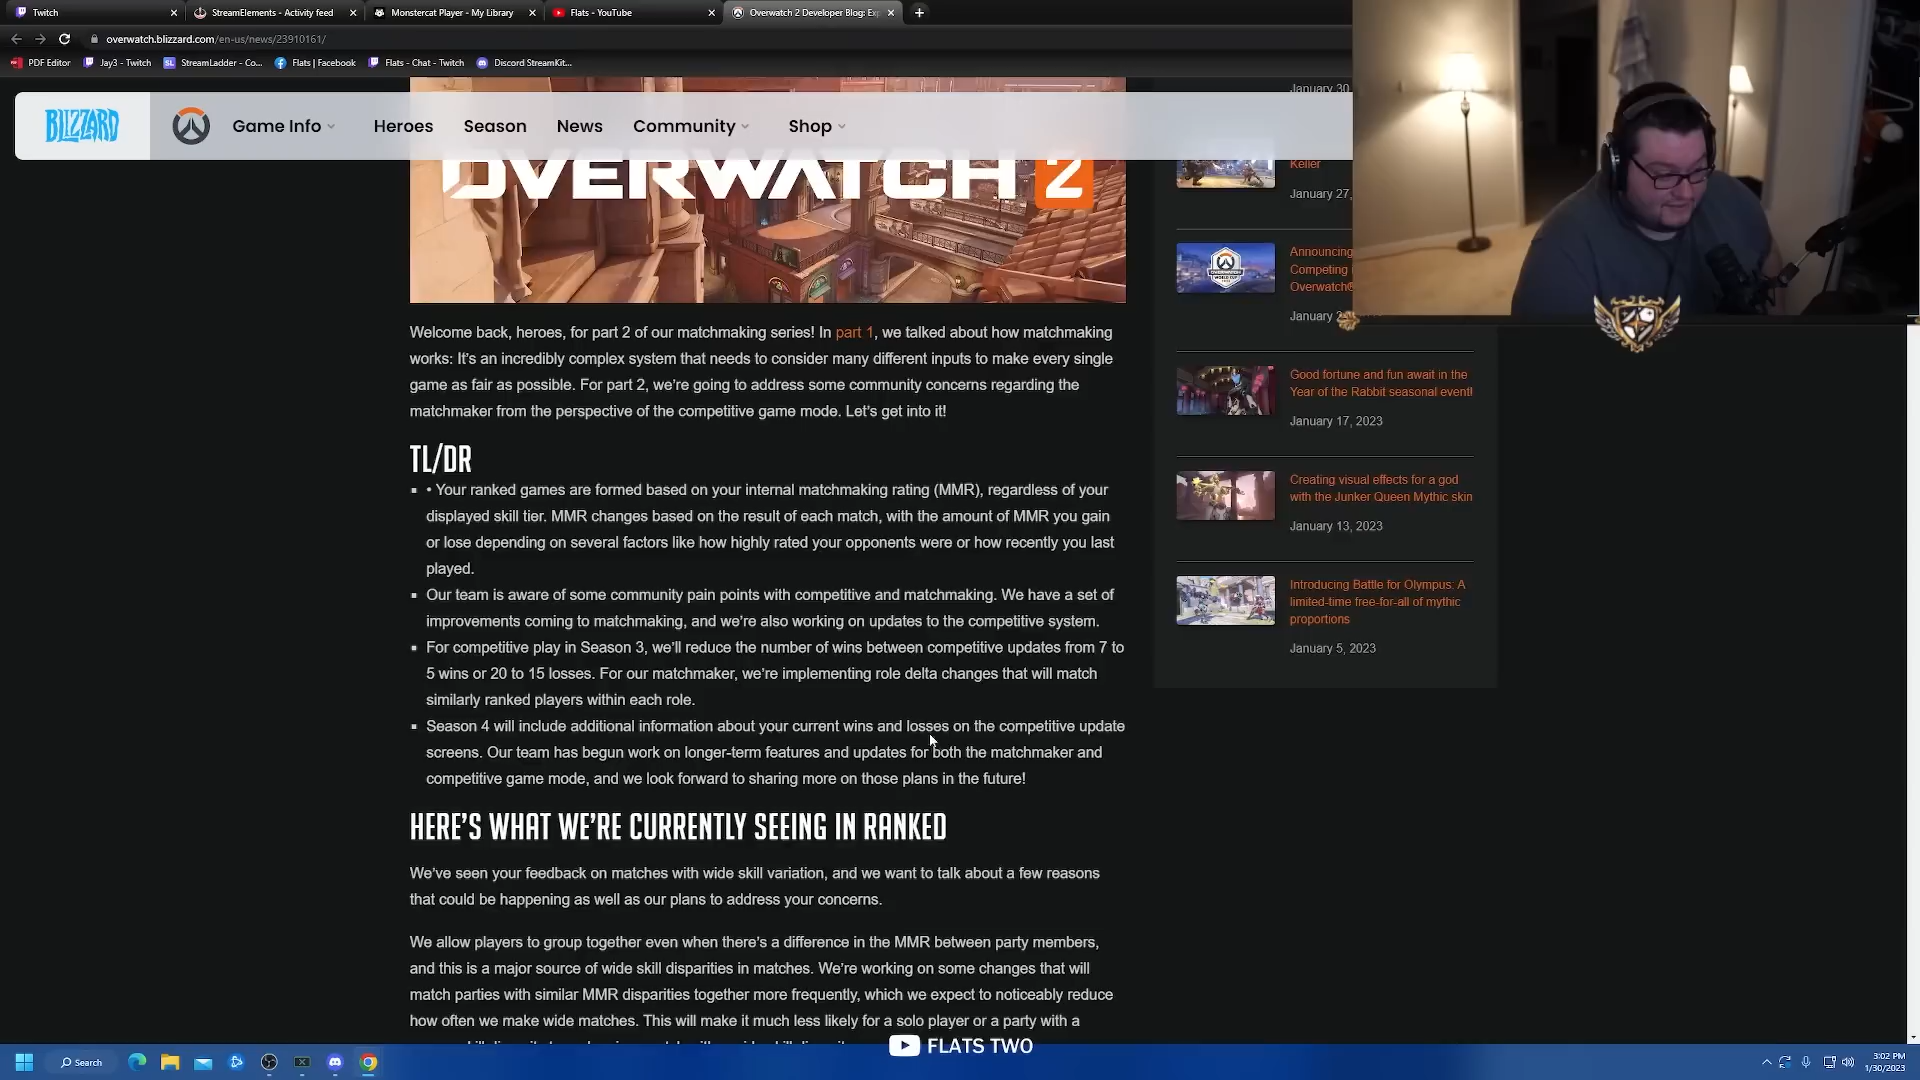 Twitch
StreamElements - Activity feed
Monstercat Player - My Library
Flats - YouTube
Overwatch 2 Developer Blog: Ex
overwatch.blizzard.com/en-us/news/23910161/
PDF Editor
Jay3 - Twitch
StreamLadder - Co...
Flats | Facebook
Flats - Chat - Twitch
Discord StreamKit...
BLIZZARD
Game Info
Heroes
Season
News
Community
Shop
OVERWATCH 2
Welcome back, heroes, for part 2 of our matchmaking series! In part 1, we talked about how matchmaking
works: It's an incredibly complex system that needs to consider many different inputs to make every single
game as fair as possible. For part 2, we're going to address some community concerns regarding the
matchmaker from the perspective of the competitive game mode. Let's get into it!
TL/DR
▪ • Your ranked games are formed based on your internal matchmaking rating (MMR), regardless of your
displayed skill tier. MMR changes based on the result of each match, with the amount of MMR you gain
or lose depending on several factors like how highly rated your opponents were or how recently you last
played.
▪ Our team is aware of some community pain points with competitive and matchmaking. We have a set of
improvements coming to matchmaking, and we're also working on updates to the competitive system.
▪ For competitive play in Season 3, we'll reduce the number of wins between competitive updates from 7 to
5 wins or 20 to 15 losses. For our matchmaker, we're implementing role delta changes that will match
similarly ranked players within each role.
▪ Season 4 will include additional information about your current wins and losses on the competitive update
screens. Our team has begun work on longer-term features and updates for both the matchmaker and
competitive game mode, and we look forward to sharing more on those plans in the future!
HERE'S WHAT WE'RE CURRENTLY SEEING IN RANKED
We've seen your feedback on matches with wide skill variation, and we want to talk about a few reasons
that could be happening as well as our plans to address your concerns.
We allow players to group together even when there's a difference in the MMR between party members,
and this is a major source of wide skill disparities in matches. We're working on some changes that will
match parties with similar MMR disparities together more frequently, which we expect to noticeably reduce
how often we make wide matches. This will make it much less likely for a solo player or a party with a
January 30
Keller
January 27,
Announcing
Competing
Overwatch
January
Good fortune and fun await in the
Year of the Rabbit seasonal event!
January 17, 2023
Creating visual effects for a god
with the Junker Queen Mythic skin
January 13, 2023
Introducing Battle for Olympus: A
limited-time free-for-all of mythic
proportions
January 5, 2023
FLATS TWO
Search
3:02 PM
1/30/2023